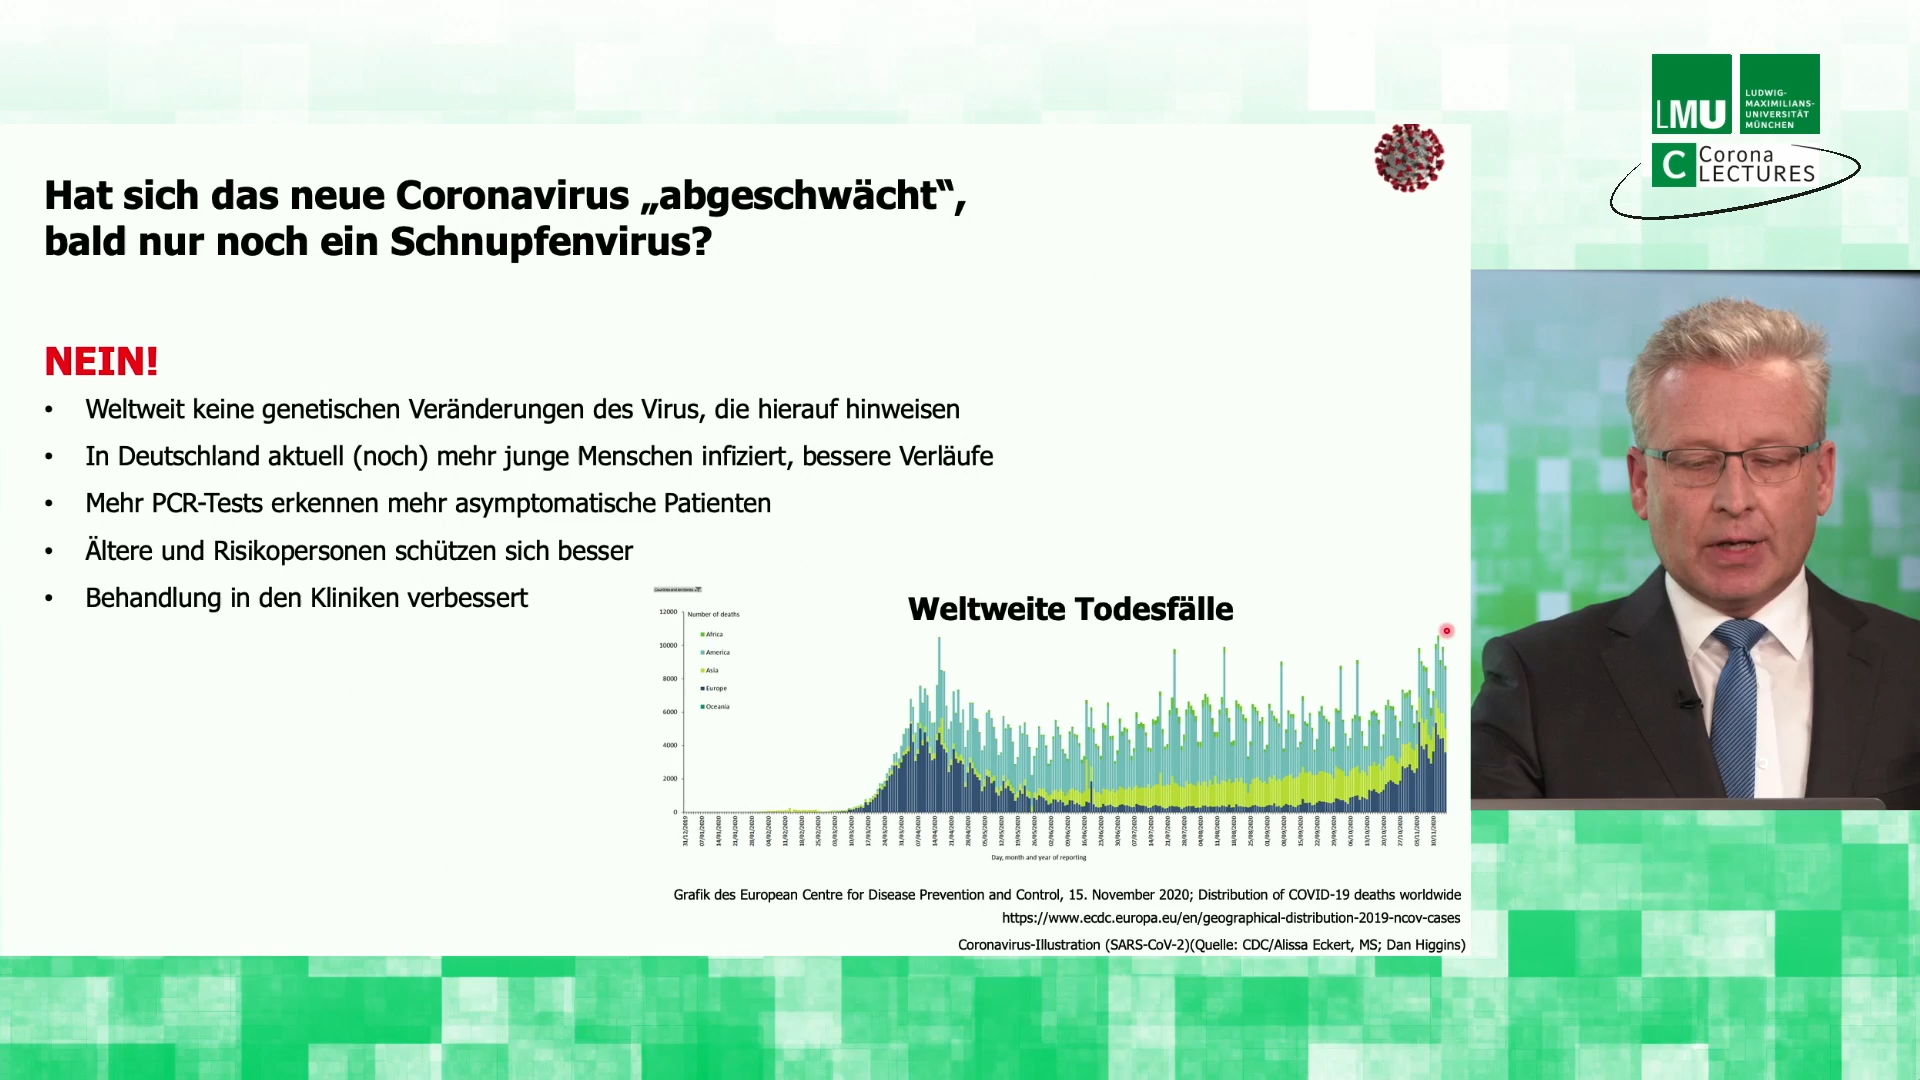 LMU
LUDWIG-
MAXIMILIANS-
UNIVERSITÄT
MÜNCHEN
C Corona
LECTURES
Hat sich das neue Coronavirus „abgeschwächt“,
bald nur noch ein Schnupfenvirus?
NEIN!
• Weltweit keine genetischen Veränderungen des Virus, die hierauf hinweisen
• In Deutschland aktuell (noch) mehr junge Menschen infiziert, bessere Verläufe
• Mehr PCR-Tests erkennen mehr asymptomatische Patienten
• Ältere und Risikopersonen schützen sich besser
• Behandlung in den Kliniken verbessert
Weltweite Todesfälle
Number of deaths
Africa
America
Asia
Europe
Oceania
12000
10000
8000
6000
4000
2000
0
Day, month and year of reporting
Grafik des European Centre for Disease Prevention and Control, 15. November 2020; Distribution of COVID-19 deaths worldwide
https://www.ecdc.europa.eu/en/geographical-distribution-2019-ncov-cases
Coronavirus-Illustration (SARS-CoV-2)(Quelle: CDC/Alissa Eckert, MS; Dan Higgins)